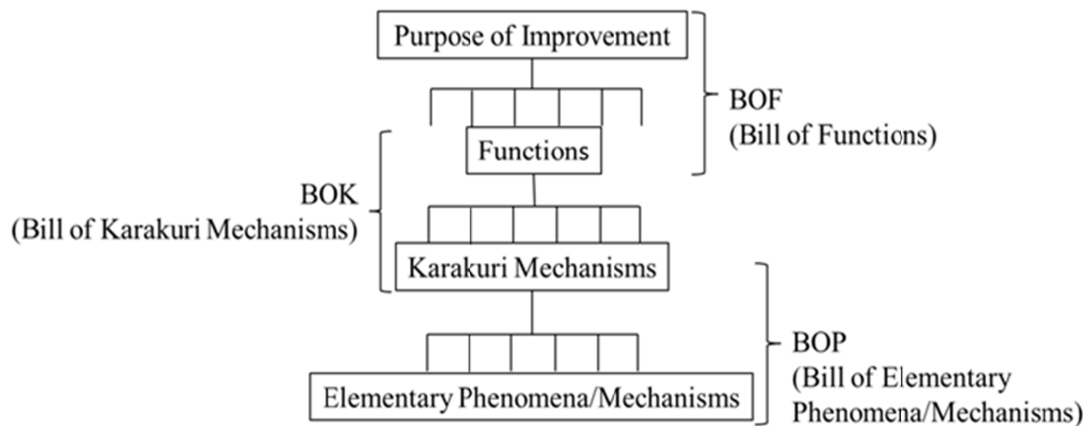 Purpose of Improvement
BOF
(Bill of Functions)
Functions
BOK
(Bill of Karakuri Mechanisms)
Karakuri Mechanisms
BOP
(Bill of Elementary
Phenomena/Mechanisms)
Elementary Phenomena/Mechanisms